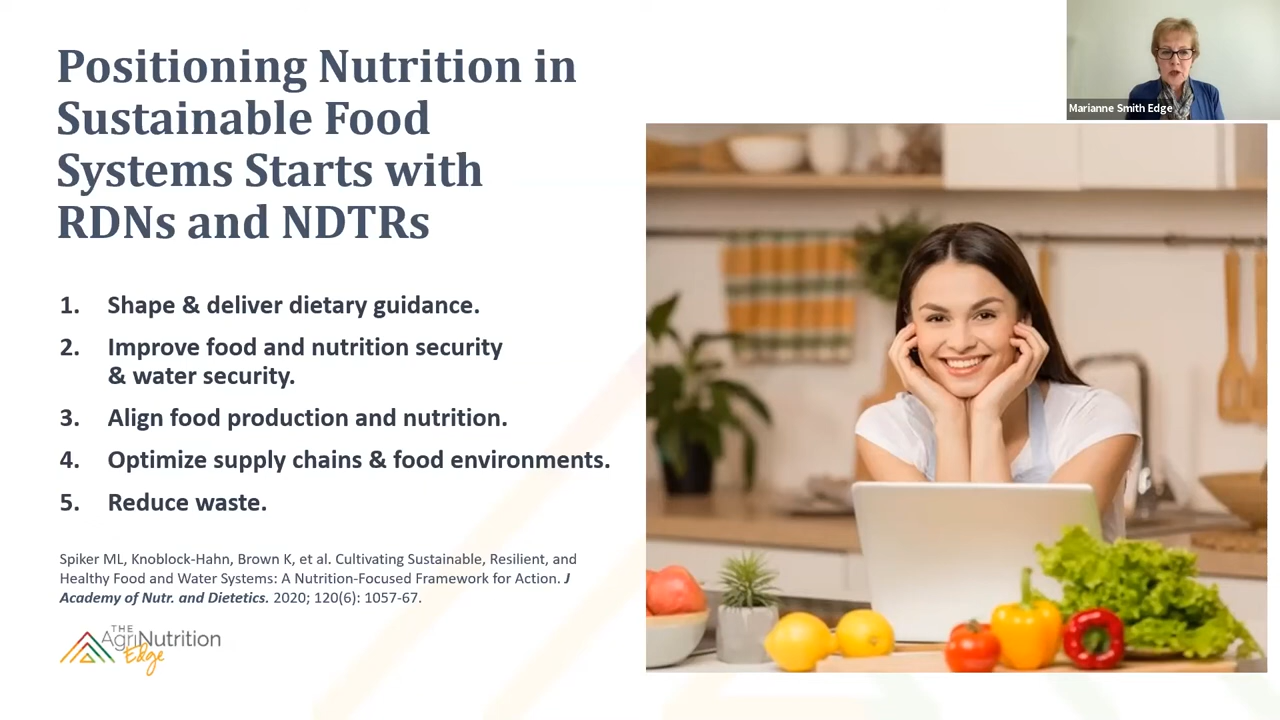 Positioning Nutrition in
Sustainable Food
Systems Starts with
RDNs and NDTRs
1. Shape & deliver dietary guidance.
2. Improve food and nutrition security
& water security.
3. Align food production and nutrition.
4. Optimize supply chains & food environments.
5. Reduce waste.
Spiker ML, Knoblock-Hahn, Brown K, et al. Cultivating Sustainable, Resilient, and
Healthy Food and Water Systems: A Nutrition-Focused Framework for Action. J
Academy of Nutr. and Dietetics. 2020; 120(6): 1057-67.
THE
AgriNutrition
Edge
Marianne Smith Edge